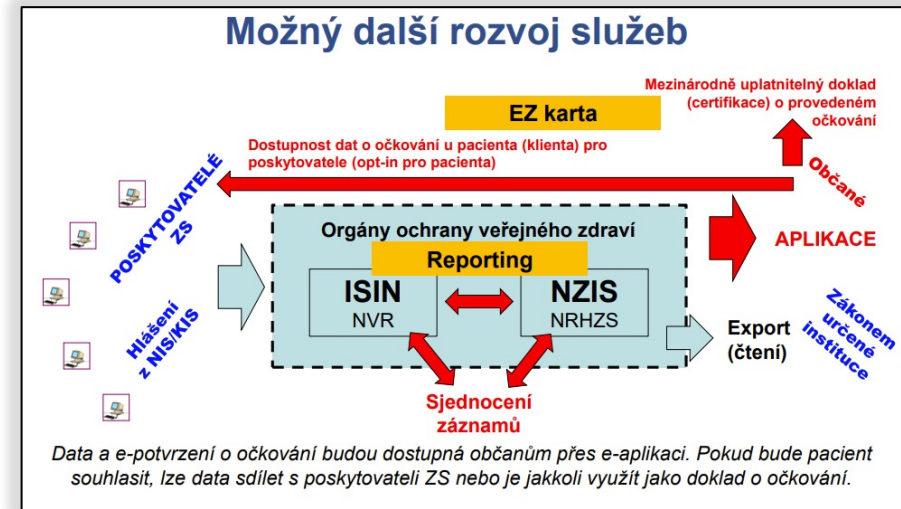 Možný další rozvoj služeb
Mezinárodně uplatnitelný doklad
(certifikace) o provedeném
očkování
EZ karta
Dostupnost dat o očkování u pacienta (klienta) pro
poskytovatele (opt-in pro pacienta)
Občané
POSKYTOVATELÉ
ZS
Orgány ochrany veřejného zdraví
APLIKACE
Reporting
ISIN
NVR
NZIS
NRHZS
Hlášení
z NIS/KIS
Export
(čtení)
Zákonem
určené
instituce
Sjednocení
záznamů
Data a e-potvrzení o očkování budou dostupná občanům přes e-aplikaci. Pokud bude pacient
souhlasit, lze data sdílet s poskytovateli ZS nebo je jakkoli využít jako doklad o očkování.